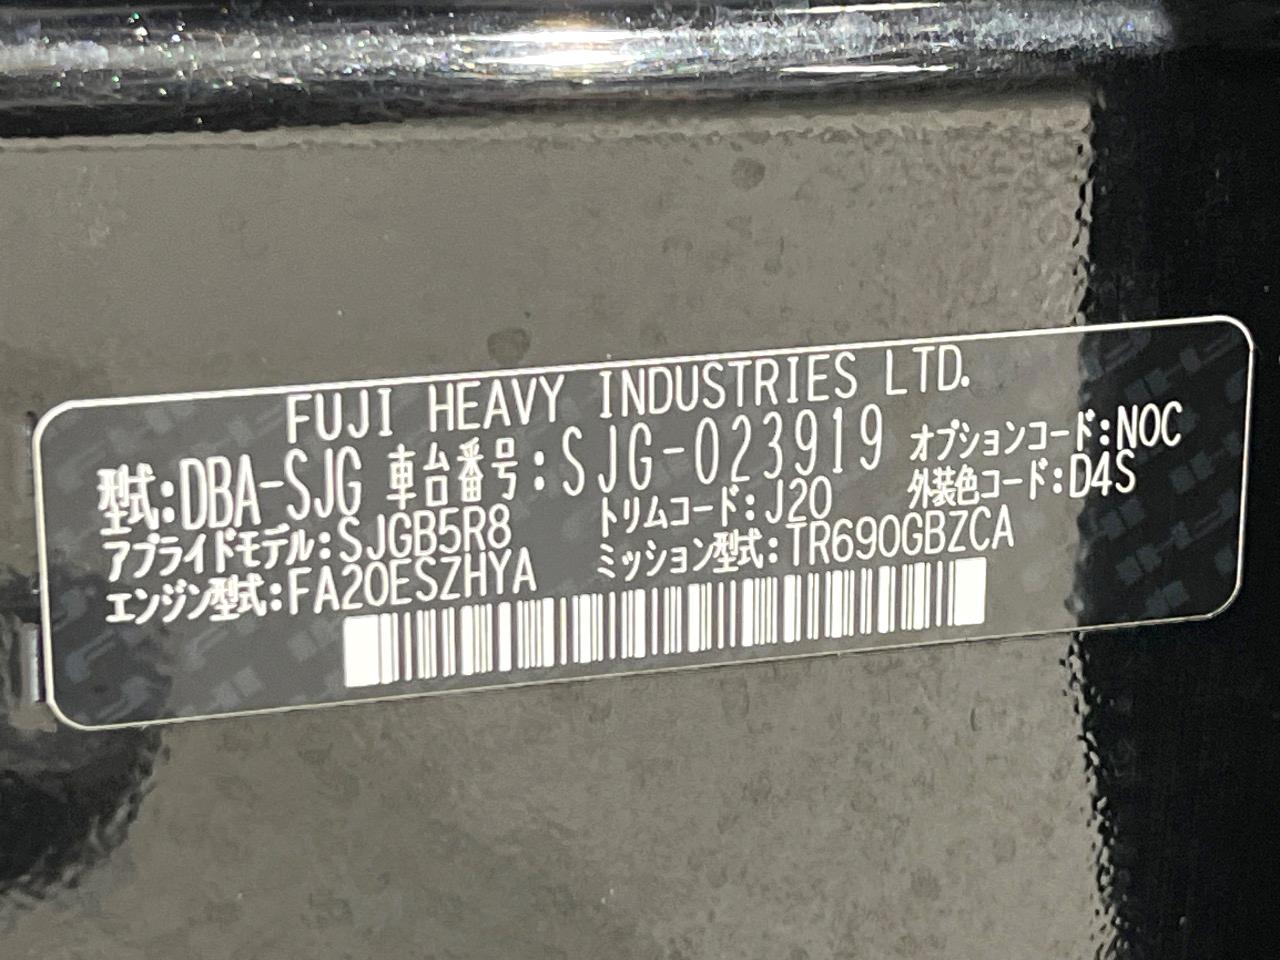 FUJI HEAVY INDUSTRIES LTD.
型式:DBA-SJG 車台番号:SJG-023919 オプションコード:NOC
アプライドモデル:SJGB5R8 トリムコード:J20 外装色コード:D4S
エンジン型式:FA20ESZHYA ミッション型式:TR690GBZCA